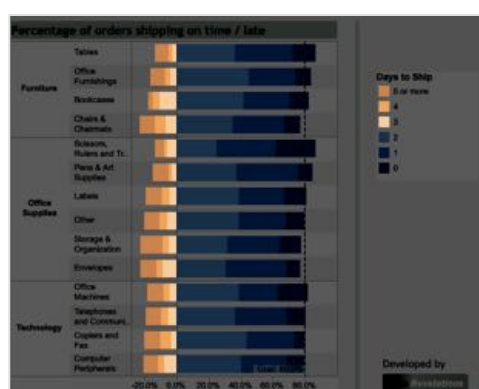 Percentage of orders shipping on time / late
Furniture
Tables
Office
Furnishings
Bookcases
Chairs &
Chairmats
Office
Supplies
Scissors,
Rulers and Tr..
Pens & Art
Supplies
Labels
Other
Storage &
Organization
Envelopes
Technology
Office
Machines
Telephones
and Communi..
Copiers and
Fax
Computer
Peripherals
-20.0% 0.0% 20.0% 40.0% 60.0% 80.0%
Days to Ship
5 or more
4
3
2
1
0
Developed by